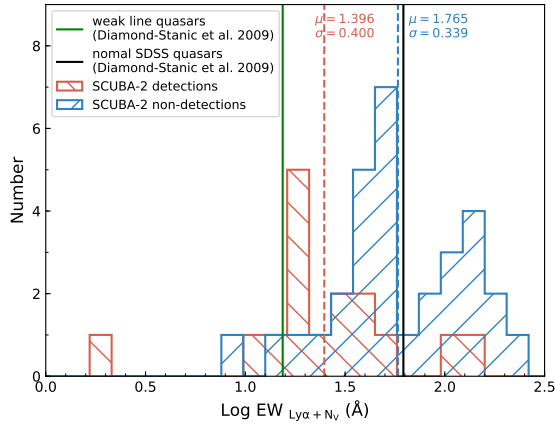 weak line quasars
(Diamond-Stanic et al. 2009)
nomal SDSS quasars
(Diamond-Stanic et al. 2009)
SCUBA-2 detections
SCUBA-2 non-detections
μ = 1.396
σ = 0.400
μ = 1.765
σ = 0.339
Number
8
6
4
2
0
0.0 0.5 1.0 1.5 2.0 2.5
Log EW Lyα + NV (Å)